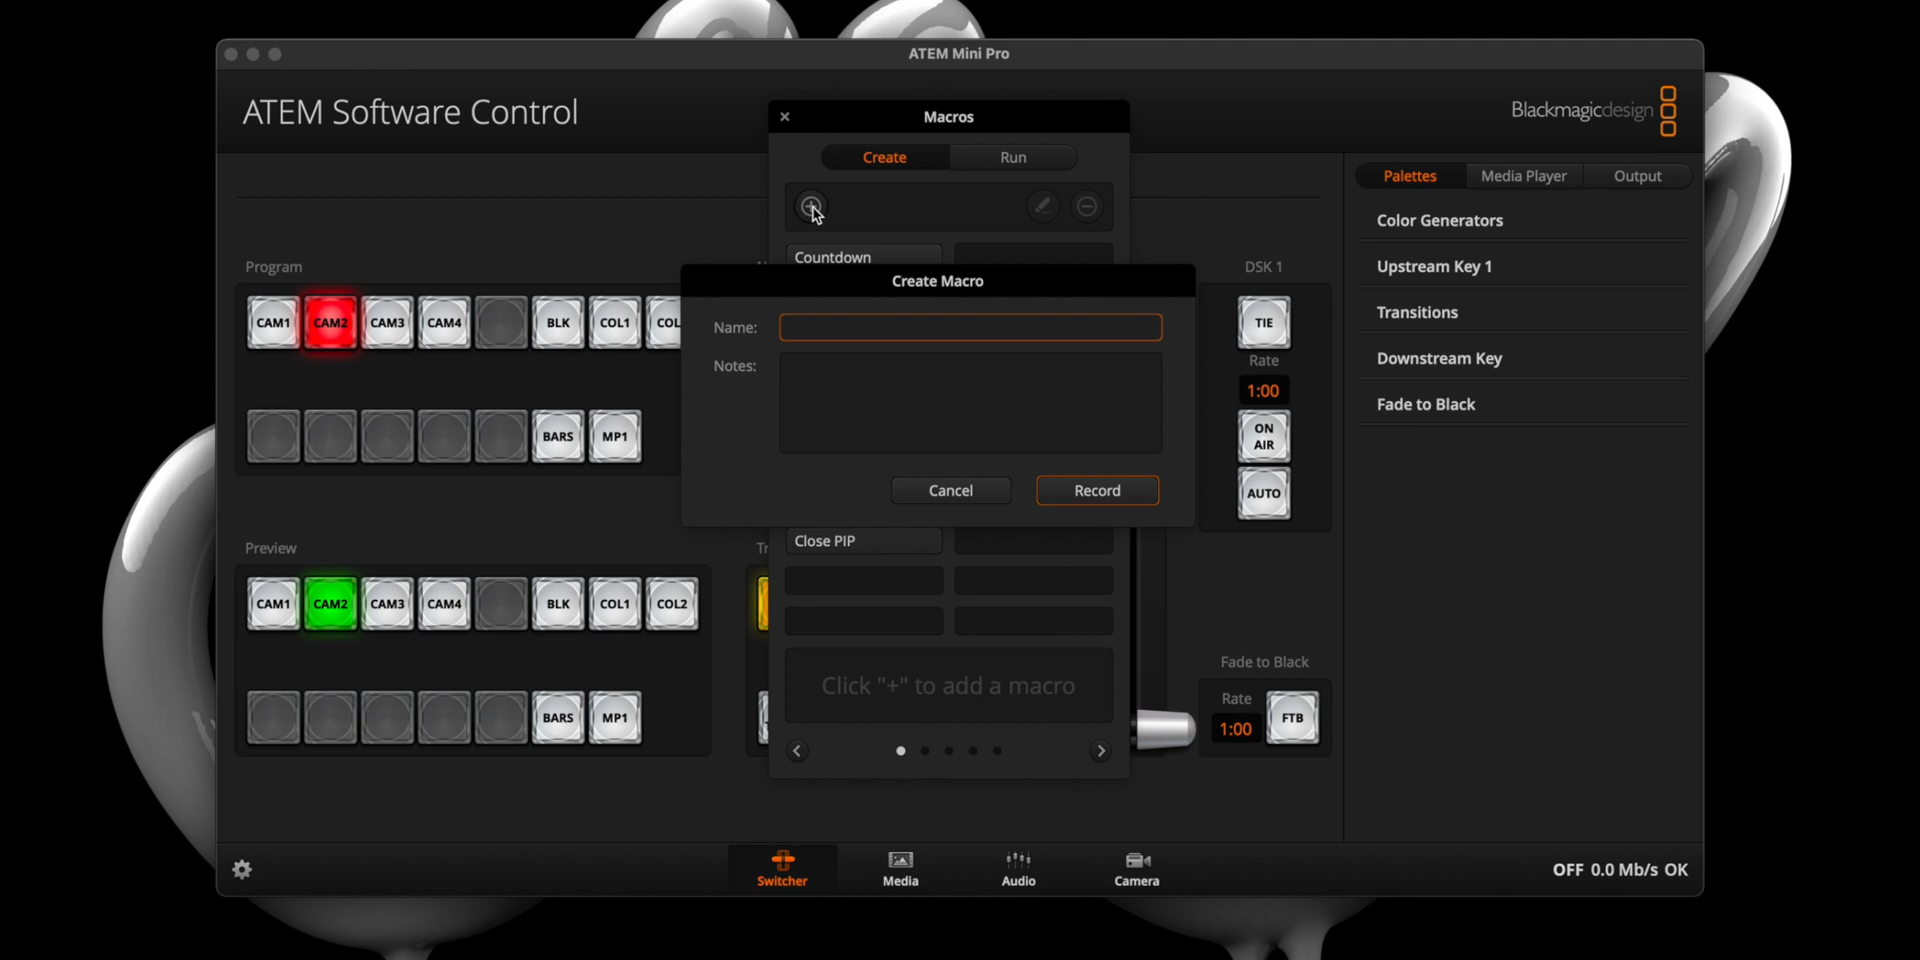 ATEM Mini Pro
ATEM Software Control
Blackmagicdesign
Macros
Create Run
Countdown
Create Macro
Name:
Notes:
Cancel Record
Close PIP
Click "+" to add a macro
Program
CAM1 CAM2 CAM3 CAM4 BLK COL1 COL
BARS MP1
Preview
CAM1 CAM2 CAM3 CAM4 BLK COL1 COL2
BARS MP1
Tr
DSK 1
TIE
Rate
1:00
ON
AIR
AUTO
Fade to Black
Rate
1:00
FTB
Palettes Media Player Output
Color Generators
Upstream Key 1
Transitions
Downstream Key
Fade to Black
Switcher Media Audio Camera
OFF 0.0 Mb/s OK